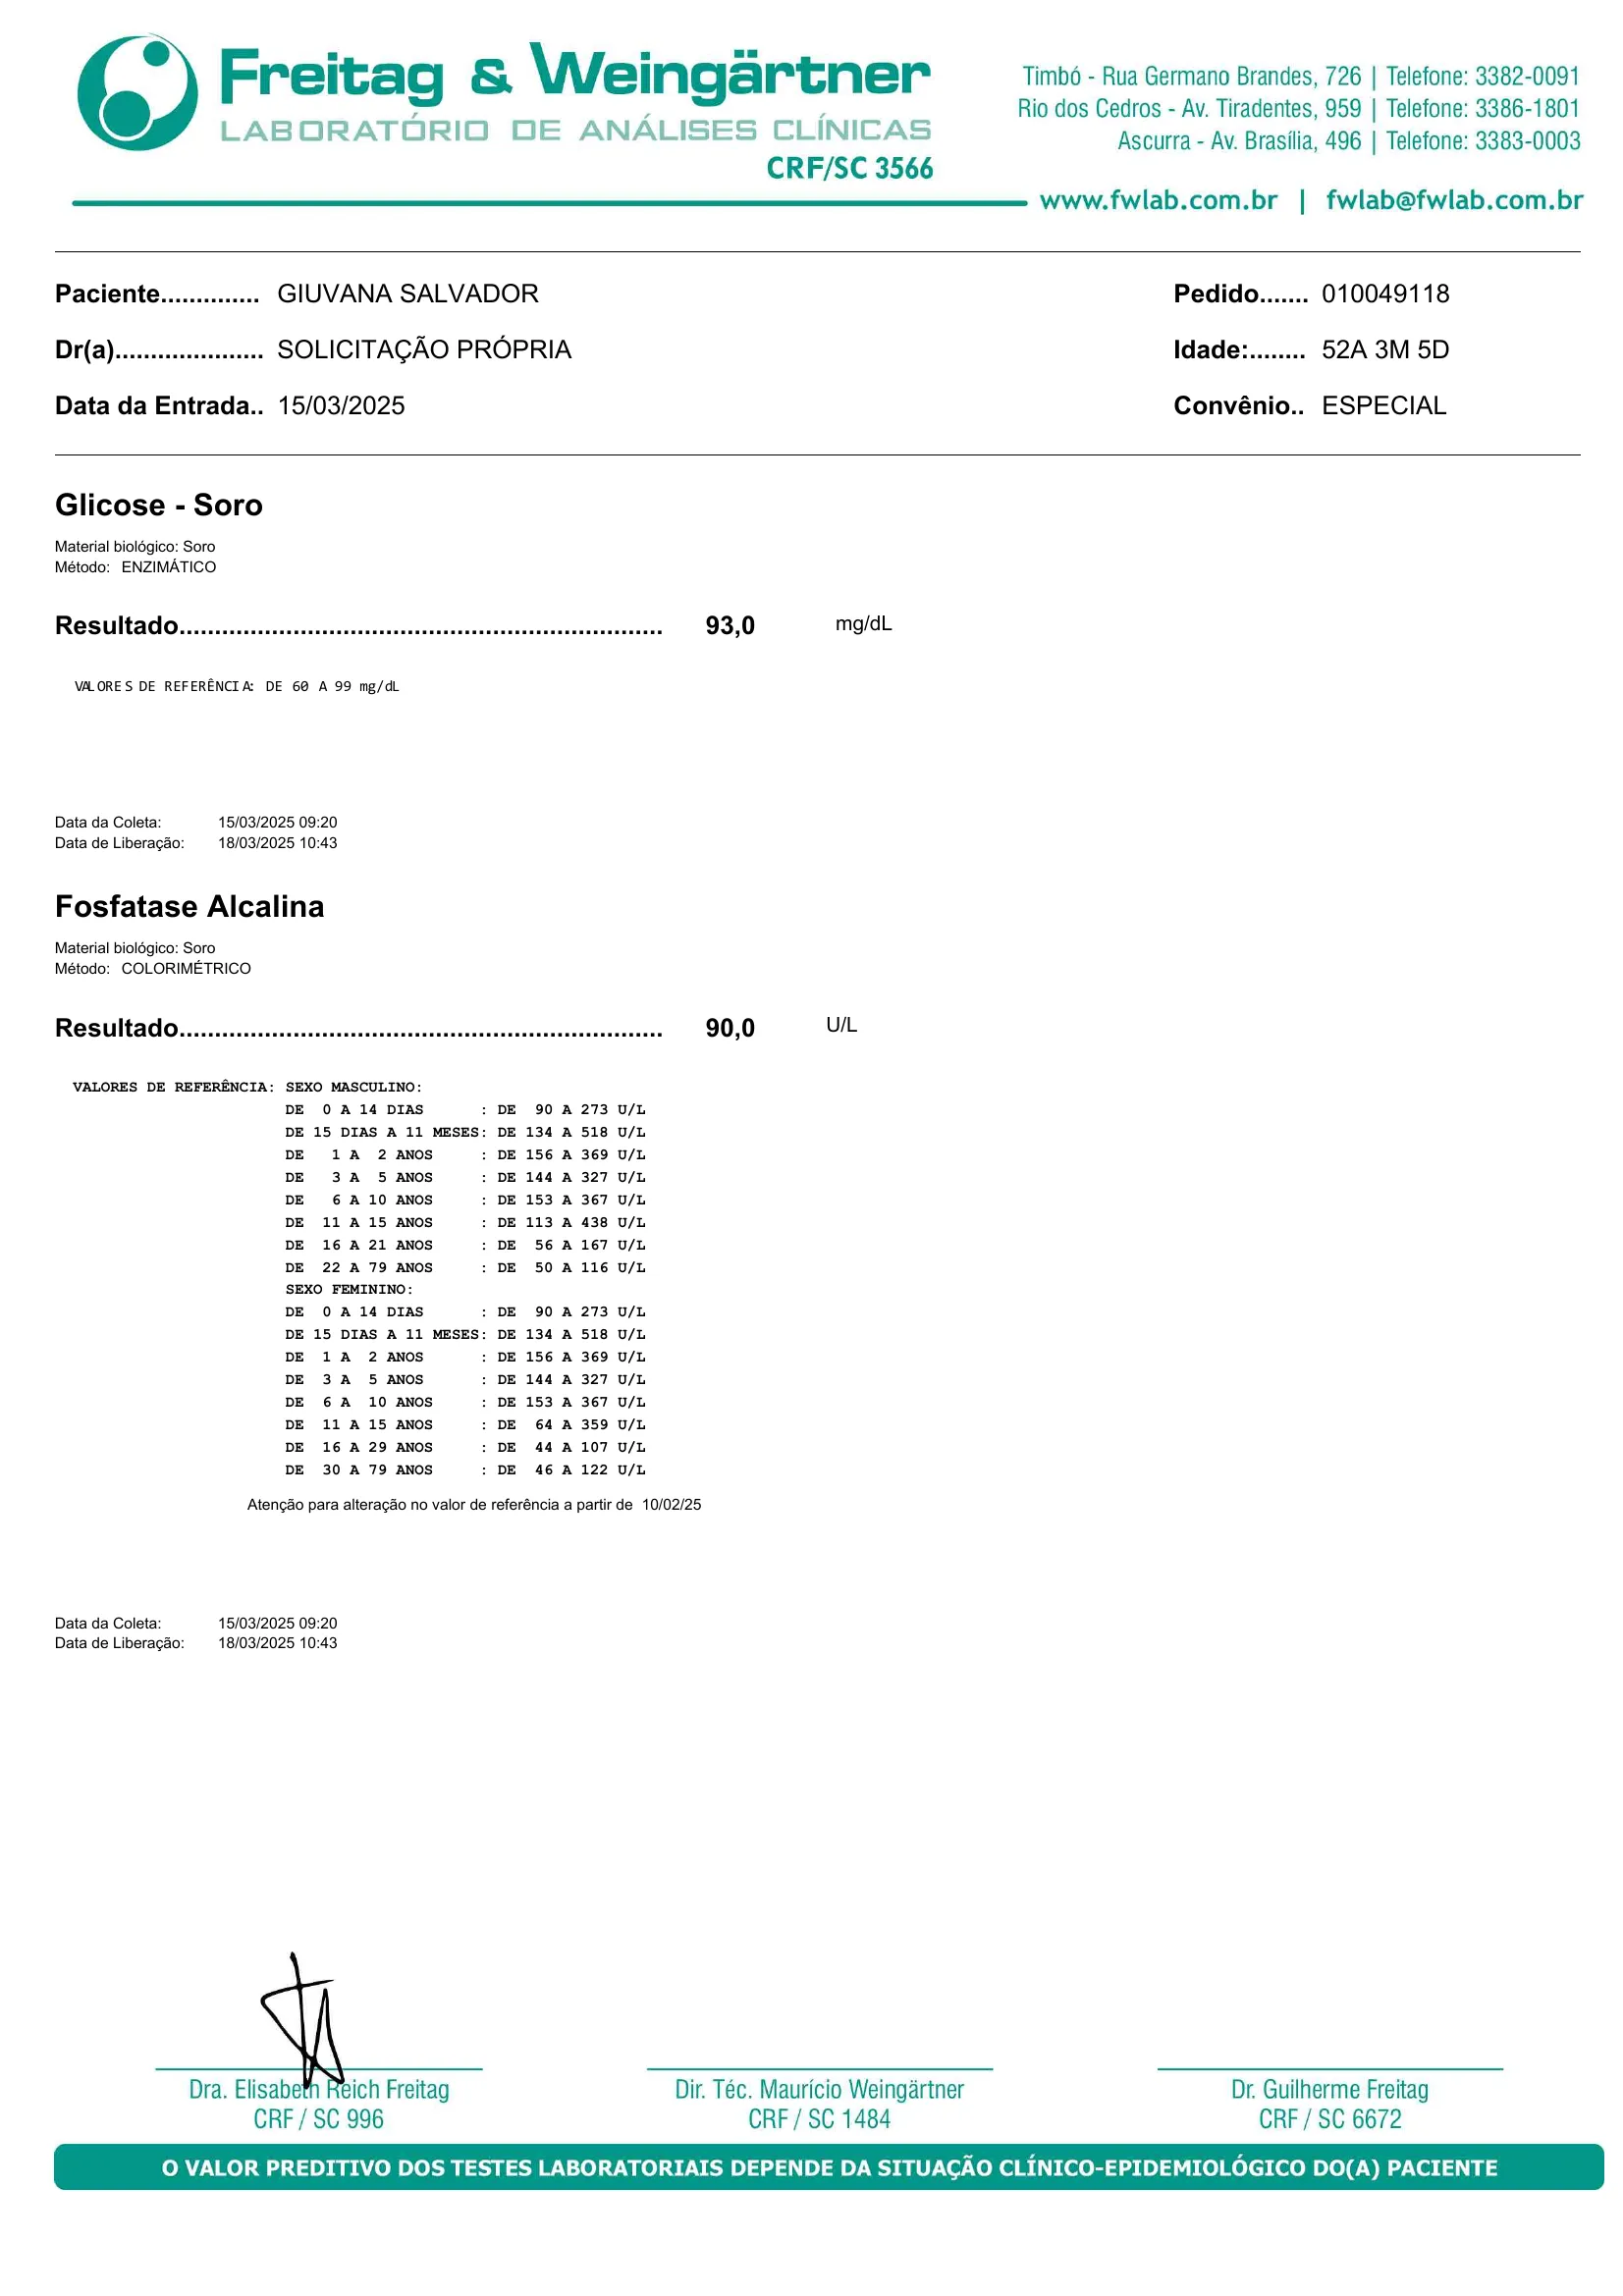 Freitag & Weingärtner
LABORATÓRIO DE ANÁLISES CLÍNICAS
CRF/SC 3566
Timbó - Rua Germano Brandes, 726 | Telefone: 3382-0091
Rio dos Cedros - Av. Tiradentes, 959 | Telefone: 3386-1801
Ascurra - Av. Brasília, 496 | Telefone: 3383-0003
www.fwlab.com.br | fwlab@fwlab.com.br
Paciente.............. GIUVANA SALVADOR Pedido....... 010049118
Dr(a)..................... SOLICITAÇÃO PRÓPRIA Idade:........ 52A 3M 5D
Data da Entrada.. 15/03/2025 Convênio.. ESPECIAL
Glicose - Soro
Material biológico: Soro
Método: ENZIMÁTICO
Resultado.................................................................... 93,0 mg/dL
VALORES DE REFERÊNCIA: DE 60 A 99 mg/dL
Data da Coleta: 15/03/2025 09:20
Data de Liberação: 18/03/2025 10:43
Fosfatase Alcalina
Material biológico: Soro
Método: COLORIMÉTRICO
Resultado.................................................................... 90,0 U/L
VALORES DE REFERÊNCIA: SEXO MASCULINO:
DE 0 A 14 DIAS : DE 90 A 273 U/L
DE 15 DIAS A 11 MESES: DE 134 A 518 U/L
DE 1 A 2 ANOS : DE 156 A 369 U/L
DE 3 A 5 ANOS : DE 144 A 327 U/L
DE 6 A 10 ANOS : DE 153 A 367 U/L
DE 11 A 15 ANOS : DE 113 A 438 U/L
DE 16 A 21 ANOS : DE 56 A 167 U/L
DE 22 A 79 ANOS : DE 50 A 116 U/L
SEXO FEMININO:
DE 0 A 14 DIAS : DE 90 A 273 U/L
DE 15 DIAS A 11 MESES: DE 134 A 518 U/L
DE 1 A 2 ANOS : DE 156 A 369 U/L
DE 3 A 5 ANOS : DE 144 A 327 U/L
DE 6 A 10 ANOS : DE 153 A 367 U/L
DE 11 A 15 ANOS : DE 64 A 359 U/L
DE 16 A 29 ANOS : DE 44 A 107 U/L
DE 30 A 79 ANOS : DE 46 A 122 U/L
Atenção para alteração no valor de referência a partir de 10/02/25
Data da Coleta: 15/03/2025 09:20
Data de Liberação: 18/03/2025 10:43
Dra. Elisabeth Reich Freitag Dir. Téc. Maurício Weingärtner Dr. Guilherme Freitag
CRF / SC 996 CRF / SC 1484 CRF / SC 6672
O VALOR PREDITIVO DOS TESTES LABORATORIAIS DEPENDE DA SITUAÇÃO CLÍNICO-EPIDEMIOLÓGICO DO(A) PACIENTE